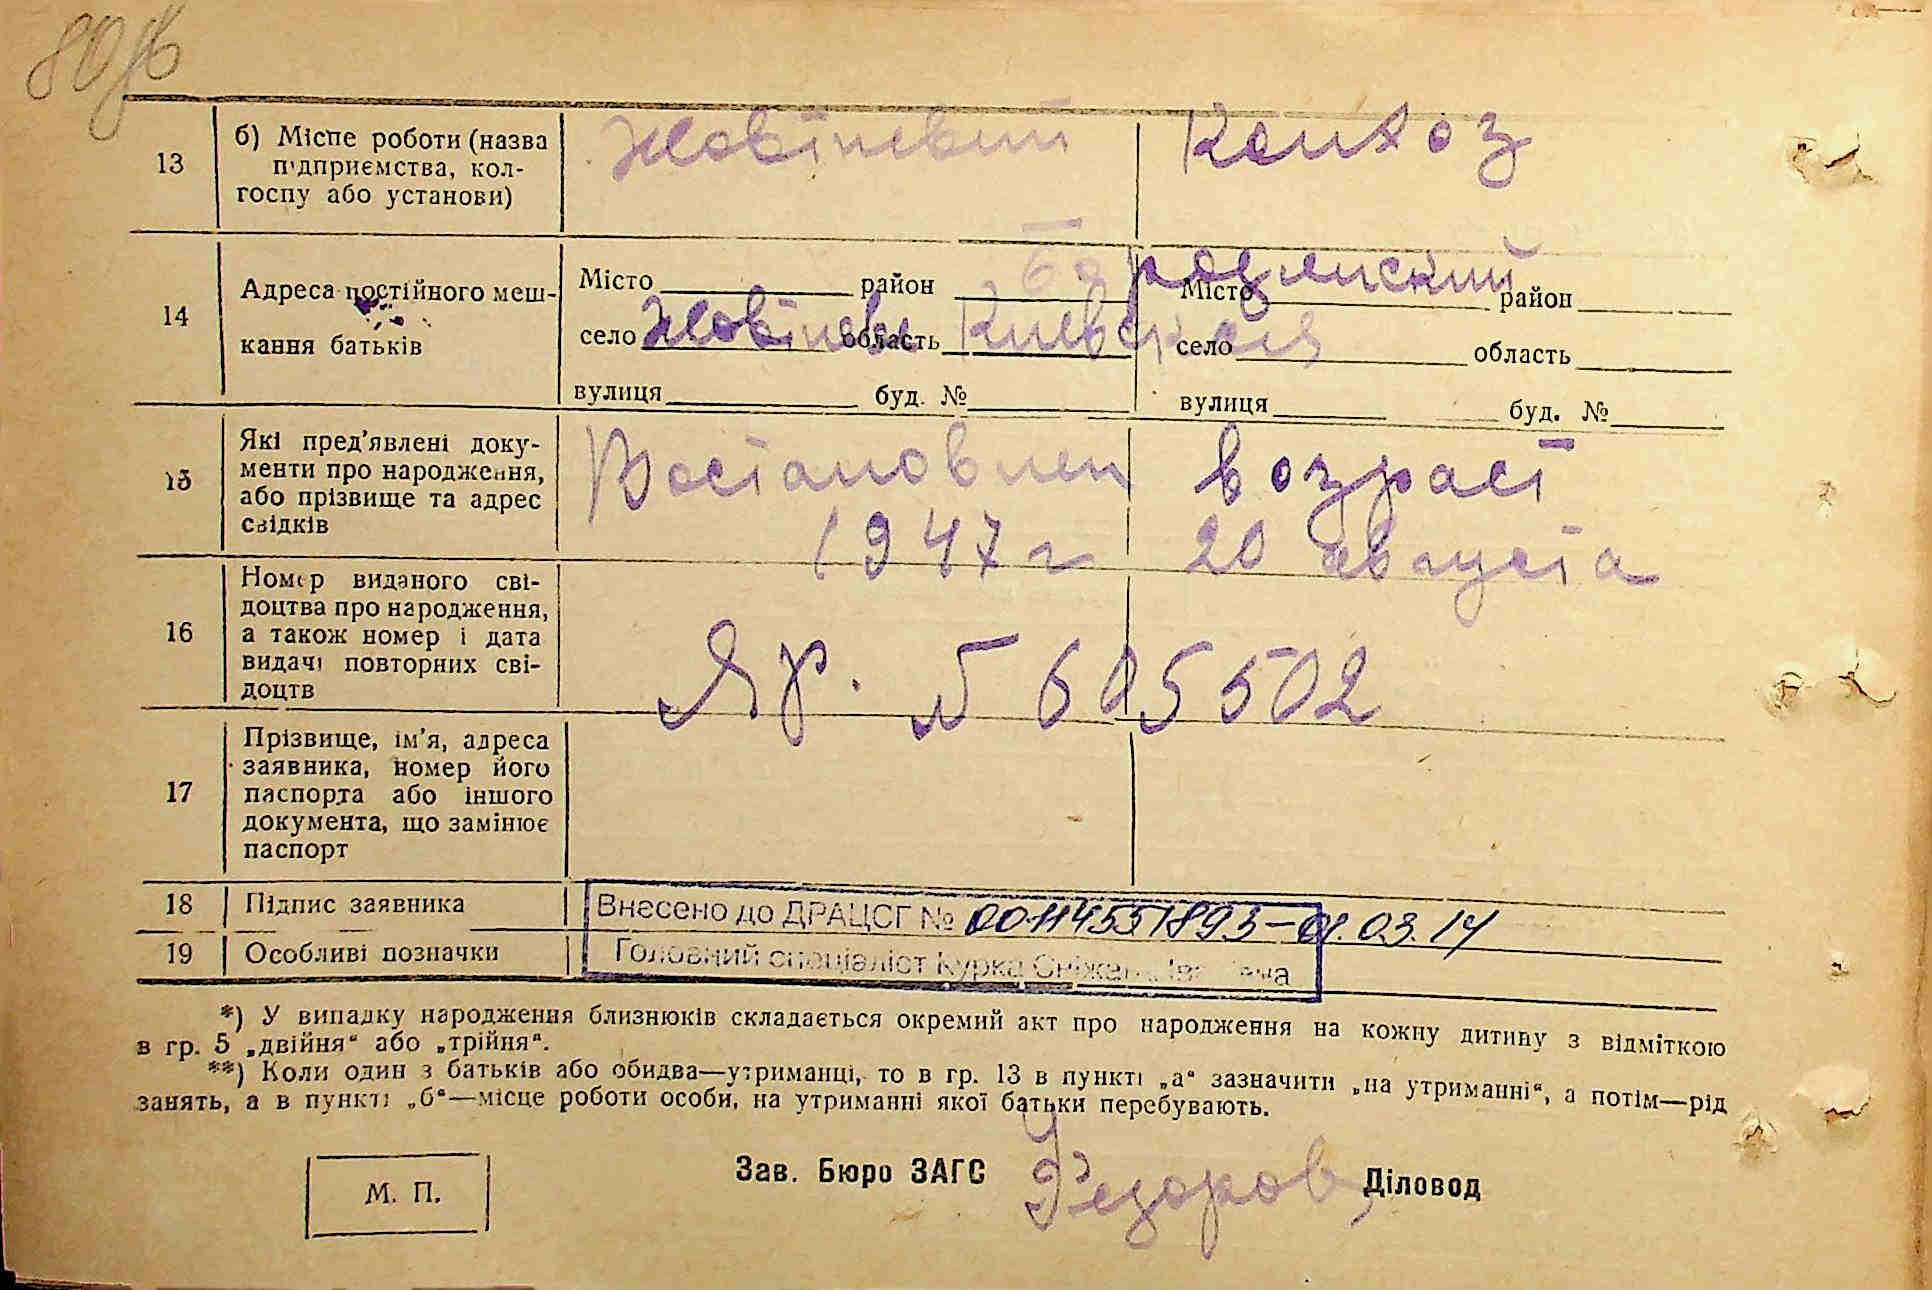 80
13
б) Місце роботи (назва
підприємства, кол-
госпу або установи)
Жовтневий Колхоз
14
Адреса постійного меш-
кання батьків
Місто район
село Жовтневе область Киевская
вулиця буд. №
Бородянский
Місто район
село область
вулиця буд. №
15
Які пред'явлені доку-
менти про народження,
або прізвище та адрес
свідків
Востановлен возраст
1947 г 20 августа
16
Номер виданого сві-
доцтва про народження,
а також номер і дата
видачі повторних сві-
доцтв
Яр. № 605502
17
Прізвище, ім'я, адреса
заявника, номер його
паспорта або іншого
документа, що замінює
паспорт
18 Підпис заявника
19 Особливі позначки
Внесено до ДРАЦСГ № 00114551893-01.03.14
Головний спеціаліст Курка Сніжана Іванівна
*) У випадку народження близнюків складається окремий акт про народження на кожну дитину з відміткою
в гр. 5 „двійня“ або „трійня“.
**) Коли один з батьків або обидва—утриманці, то в гр. 13 в пункті „а“ зазначити „на утриманні“, а потім—рід
занять, а в пункті „б“—місце роботи особи, на утриманні якої батьки перебувають.
М. П.
Зав. Бюро ЗАГС Федоров Діловод